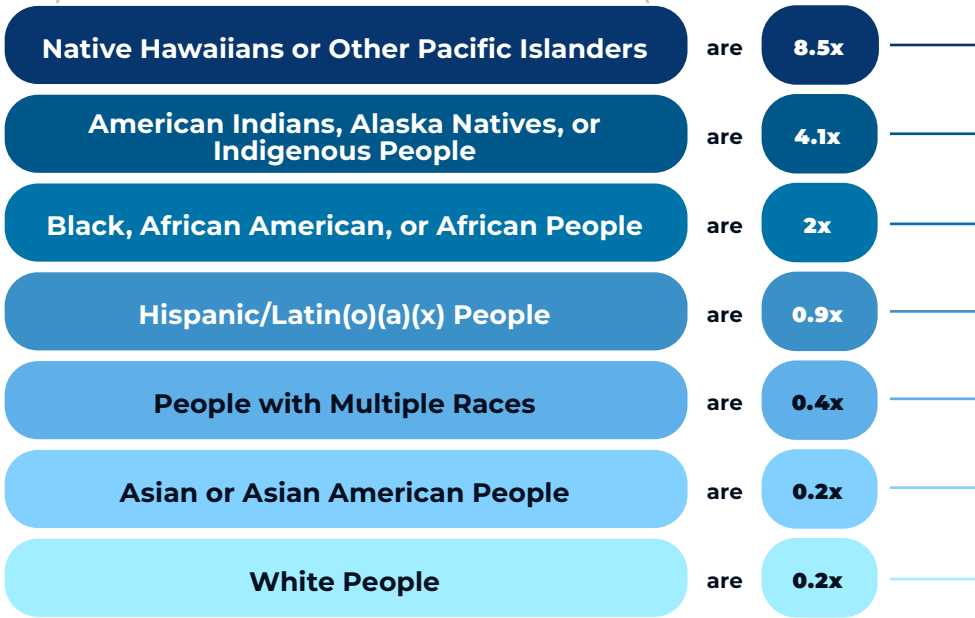 Native Hawaiians or Other Pacific Islanders are 8.5x
American Indians, Alaska Natives, or
Indigenous People are 4.1x
Black, African American, or African People are 2x
Hispanic/Latin(o)(a)(x) People are 0.9x
People with Multiple Races are 0.4x
Asian or Asian American People are 0.2x
White People are 0.2x